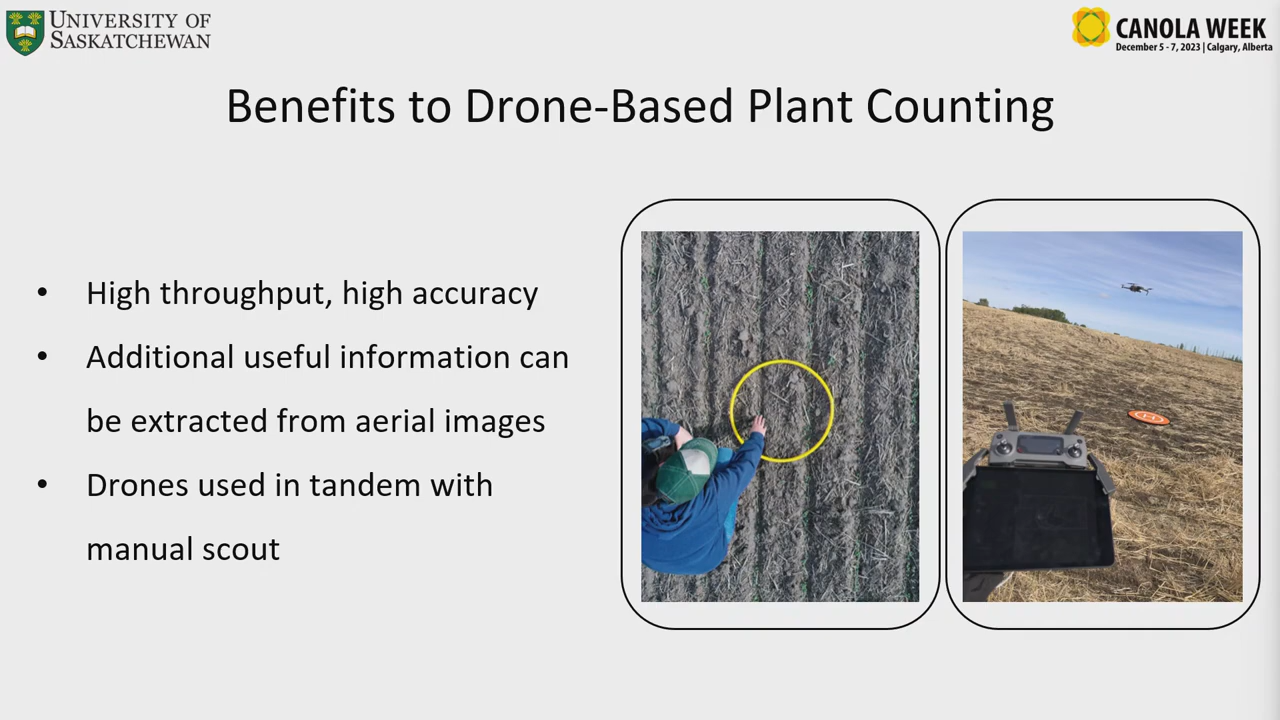 UNIVERSITY OF
SASKATCHEWAN
CANOLA WEEK
December 5 - 7, 2023 | Calgary, Alberta
Benefits to Drone-Based Plant Counting
• High throughput, high accuracy
• Additional useful information can
be extracted from aerial images
• Drones used in tandem with
manual scout
H